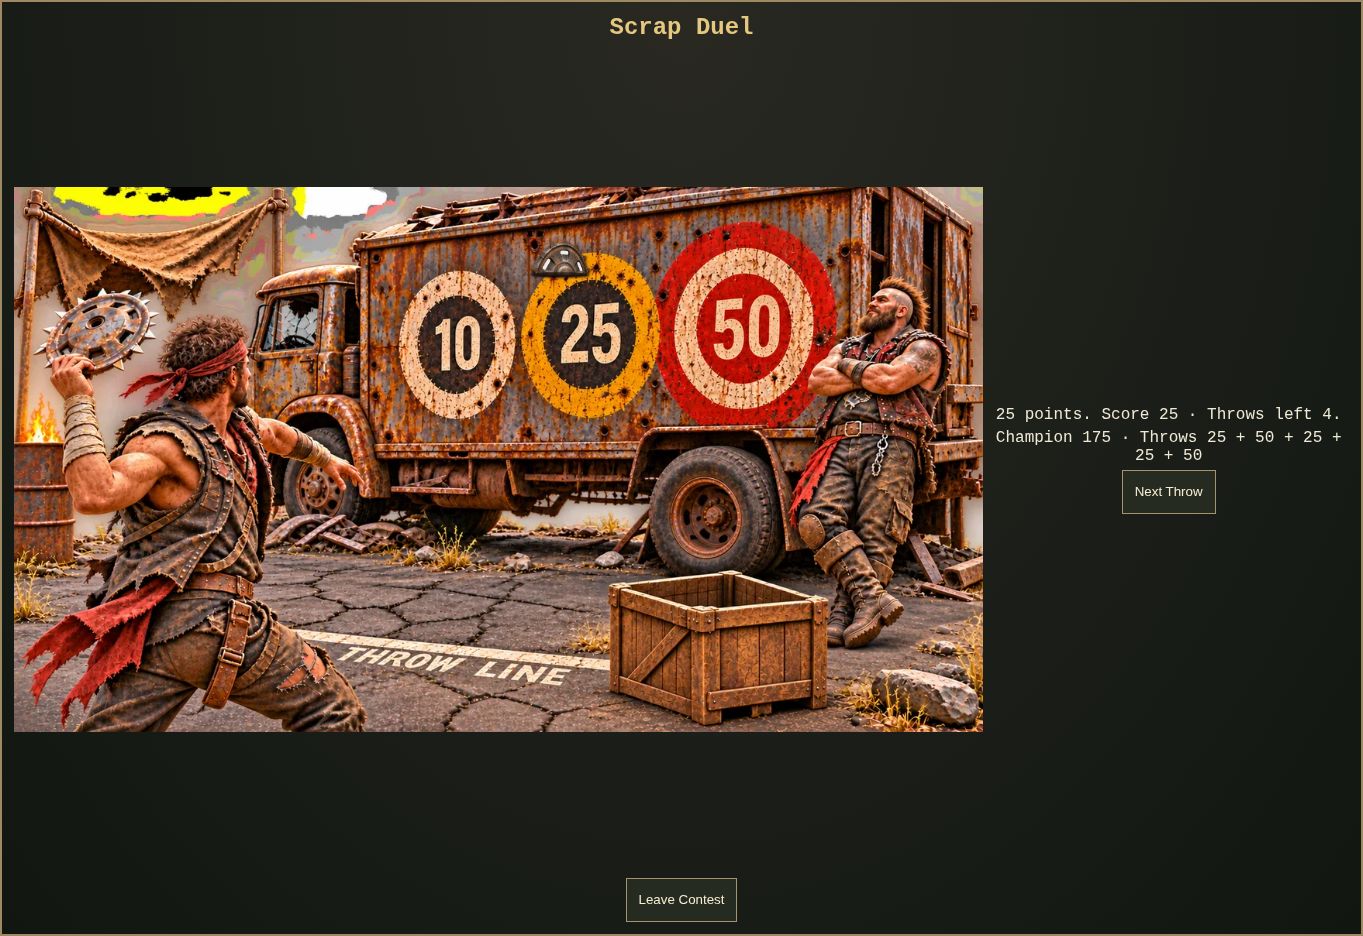 Scrap Duel
10
25
50
THROW LINE
25 points. Score 25 · Throws left 4.
Champion 175 · Throws 25 + 50 + 25 +
25 + 50
Next Throw
Leave Contest